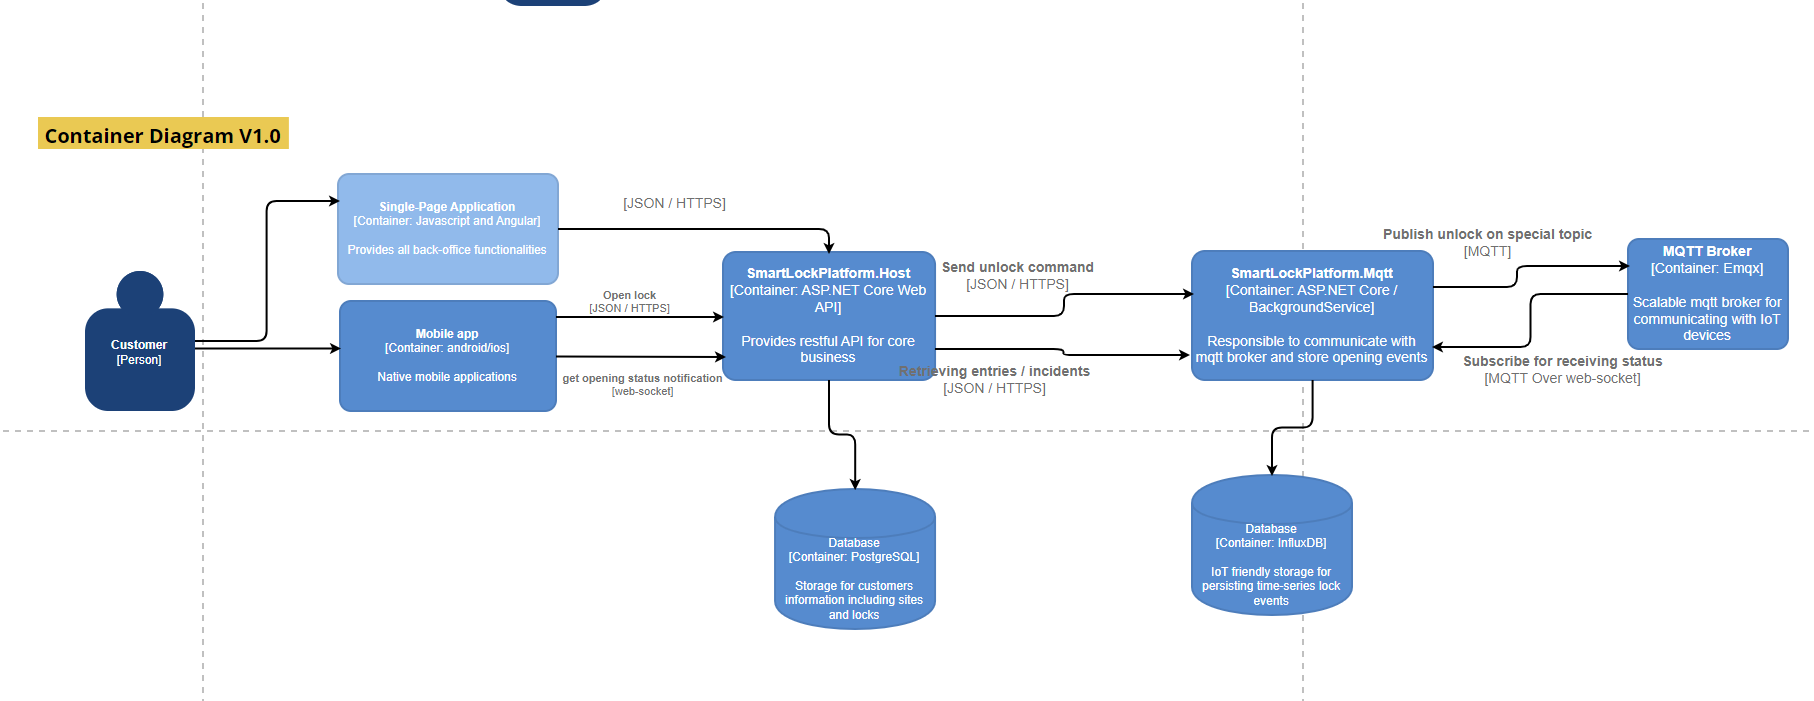 Container Diagram V1.0
Customer
[Person]
Single-Page Application
[Container: Javascript and Angular]
Provides all back-office functionalities
Mobile app
[Container: android/ios]
Native mobile applications
[JSON / HTTPS]
Open lock
[JSON / HTTPS]
get opening status notification
[web-socket]
SmartLockPlatform.Host
[Container: ASP.NET Core Web
API]
Provides restful API for core
business
Send unlock command
[JSON / HTTPS]
Retrieving entries / incidents
[JSON / HTTPS]
SmartLockPlatform.Mqtt
[Container: ASP.NET Core /
BackgroundService]
Responsible to communicate with
mqtt broker and store opening events
Publish unlock on special topic
[MQTT]
Subscribe for receiving status
[MQTT Over web-socket]
MQTT Broker
[Container: Emqx]
Scalable mqtt broker for
communicating with IoT
devices
Database
[Container: PostgreSQL]
Storage for customers
information including sites
and locks
Database
[Container: InfluxDB]
IoT friendly storage for
persisting time-series lock
events